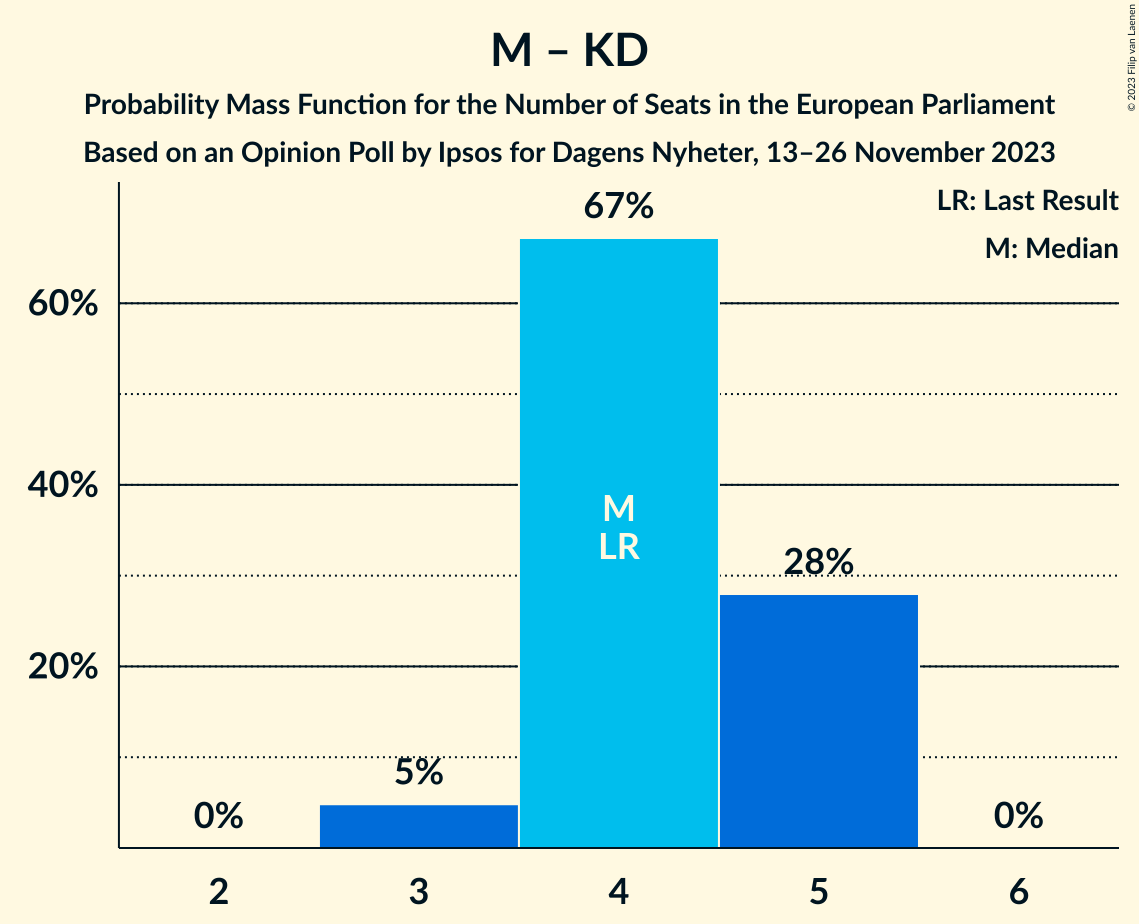 M – KD
Probability Mass Function for the Number of Seats in the European Parliament
Based on an Opinion Poll by Ipsos for Dagens Nyheter, 13–26 November 2023
© 2023 Filip van Laenen
LR: Last Result
M: Median
67%
60%
40%
20%
M
LR
28%
5%
0%
0%
2 3 4 5 6